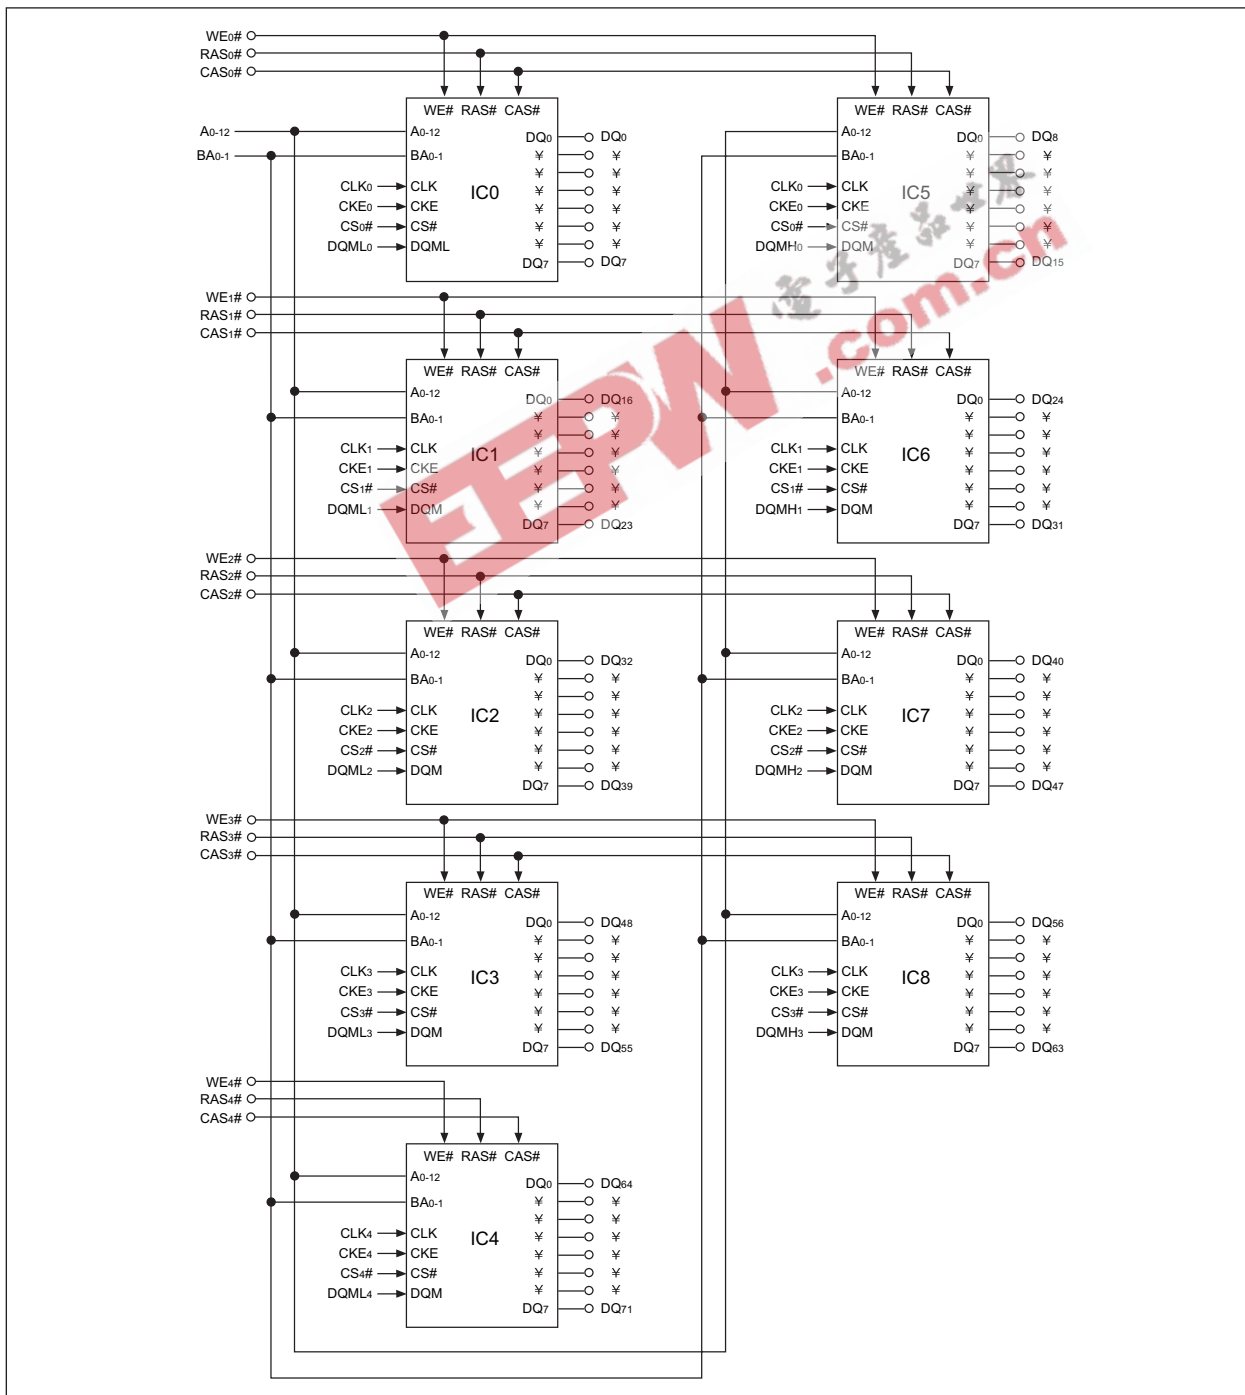 WE0#
RAS0#
CAS0#
WE# RAS# CAS#
A0-12
BA0-1
A0-12
BA0-1
CLK0 CLK
CKE0 CKE
CS0# CS#
DQML0 DQML
IC0
DQ0 DQ0
¥ ¥
¥ ¥
¥ ¥
¥ ¥
¥ ¥
¥ ¥
DQ7 DQ7
WE# RAS# CAS#
A0-12
BA0-1
CLK0 CLK
CKE0 CKE
CS0# CS#
DQMH0 DQM
IC5
DQ0 DQ8
¥ ¥
¥ ¥
¥ ¥
¥ ¥
¥ ¥
¥ ¥
DQ7 DQ15
WE1#
RAS1#
CAS1#
WE# RAS# CAS#
A0-12
BA0-1
CLK1 CLK
CKE1 CKE
CS1# CS#
DQML1 DQM
IC1
DQ0 DQ16
¥ ¥
¥ ¥
¥ ¥
¥ ¥
¥ ¥
¥ ¥
DQ7 DQ23
WE# RAS# CAS#
A0-12
BA0-1
CLK1 CLK
CKE1 CKE
CS1# CS#
DQMH1 DQM
IC6
DQ0 DQ24
¥ ¥
¥ ¥
¥ ¥
¥ ¥
¥ ¥
¥ ¥
DQ7 DQ31
EEPW
.com.cn
電子產品世界
WE2#
RAS2#
CAS2#
WE# RAS# CAS#
A0-12
BA0-1
CLK2 CLK
CKE2 CKE
CS2# CS#
DQML2 DQM
IC2
DQ0 DQ32
¥ ¥
¥ ¥
¥ ¥
¥ ¥
¥ ¥
¥ ¥
DQ7 DQ39
WE# RAS# CAS#
A0-12
BA0-1
CLK2 CLK
CKE2 CKE
CS2# CS#
DQMH2 DQM
IC7
DQ0 DQ40
¥ ¥
¥ ¥
¥ ¥
¥ ¥
¥ ¥
¥ ¥
DQ7 DQ47
WE3#
RAS3#
CAS3#
WE# RAS# CAS#
A0-12
BA0-1
CLK3 CLK
CKE3 CKE
CS3# CS#
DQML3 DQM
IC3
DQ0 DQ48
¥ ¥
¥ ¥
¥ ¥
¥ ¥
¥ ¥
¥ ¥
DQ7 DQ55
WE# RAS# CAS#
A0-12
BA0-1
CLK3 CLK
CKE3 CKE
CS3# CS#
DQMH3 DQM
IC8
DQ0 DQ56
¥ ¥
¥ ¥
¥ ¥
¥ ¥
¥ ¥
¥ ¥
DQ7 DQ63
WE4#
RAS4#
CAS4#
WE# RAS# CAS#
A0-12
BA0-1
CLK4 CLK
CKE4 CKE
CS4# CS#
DQML4 DQM
IC4
DQ0 DQ64
¥ ¥
¥ ¥
¥ ¥
¥ ¥
¥ ¥
¥ ¥
DQ7 DQ71